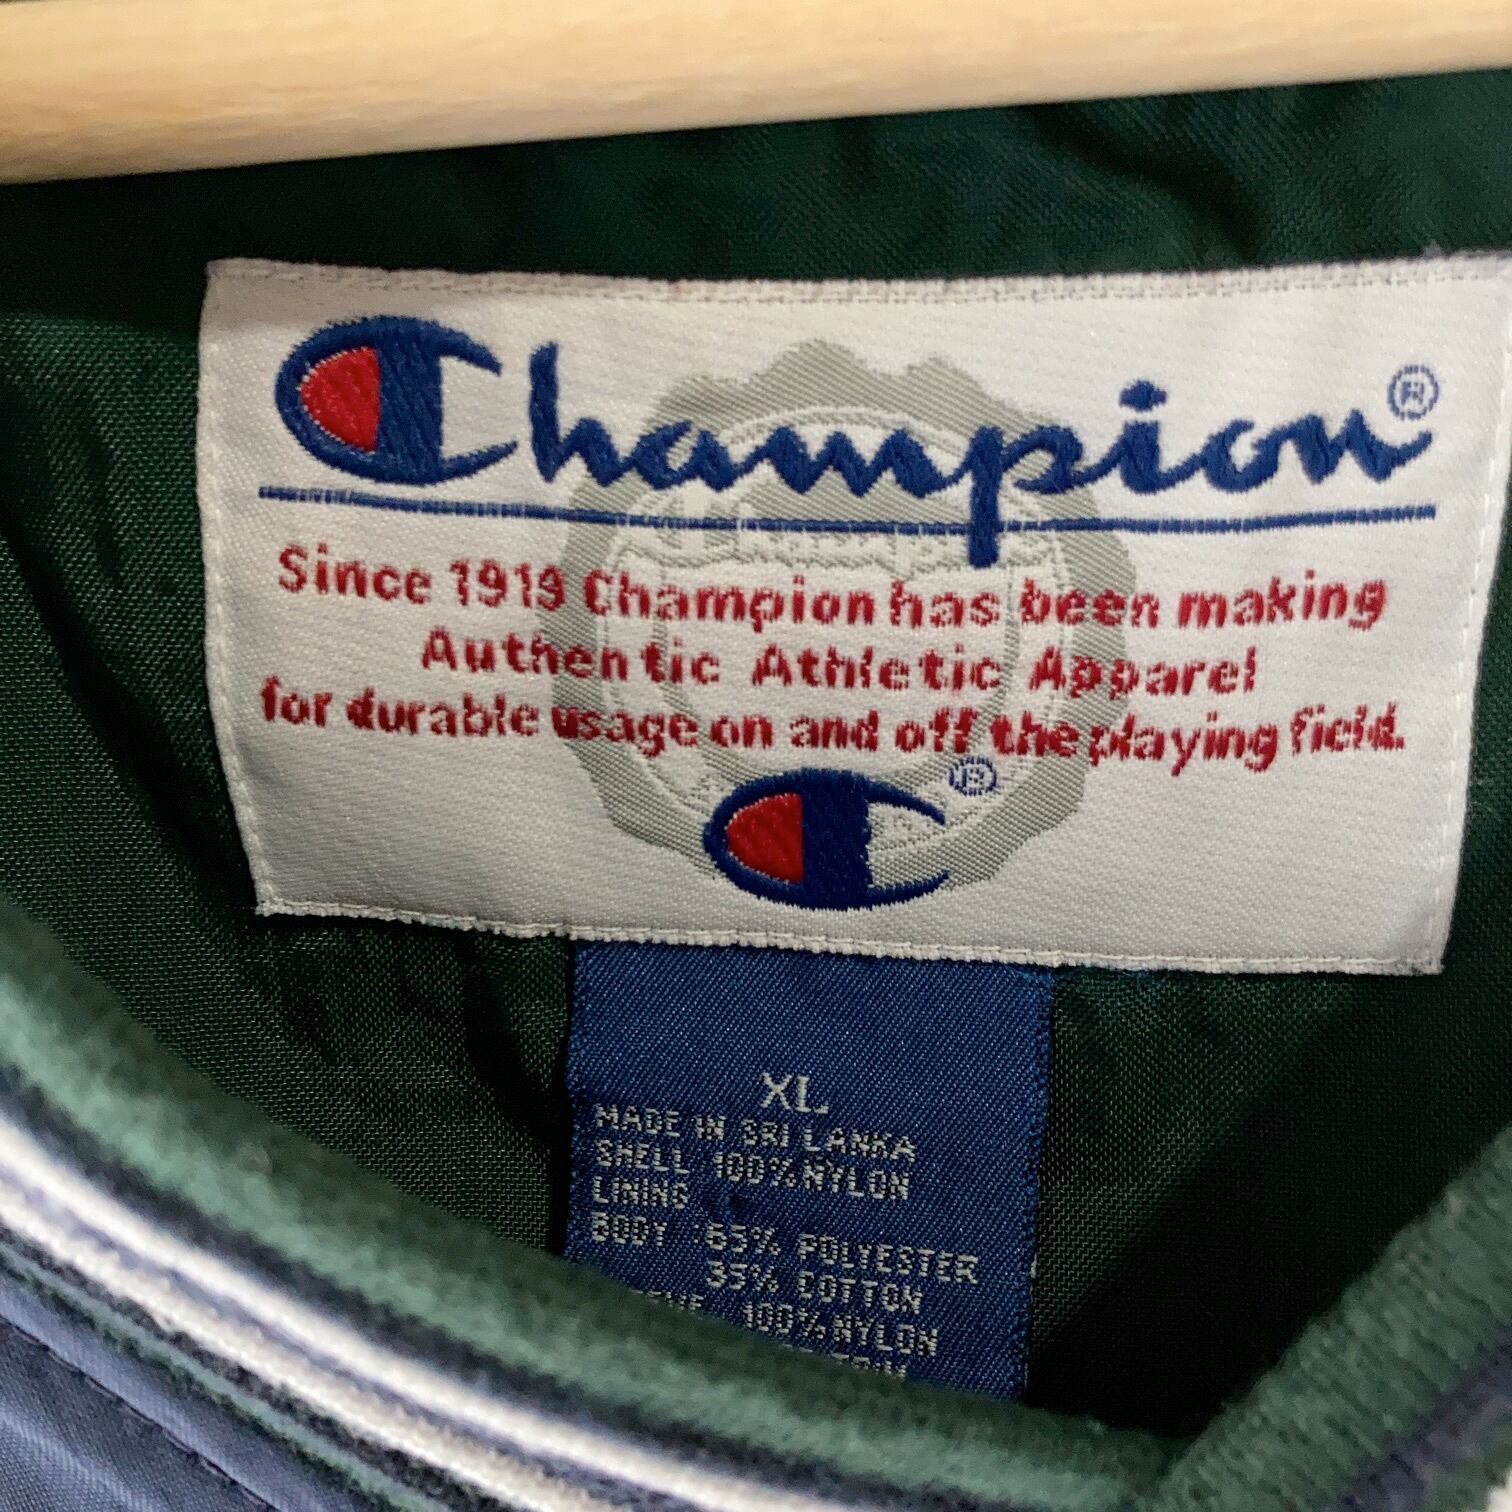 Champion®
Since 1919 Champion has been making
Authentic Athletic Apparel
for durable usage on and off the playing field.
®
XL
MADE IN SRI LANKA
SHELL 100% NYLON
LINING
BODY 65% POLYESTER
35% COTTON
100% NYLON